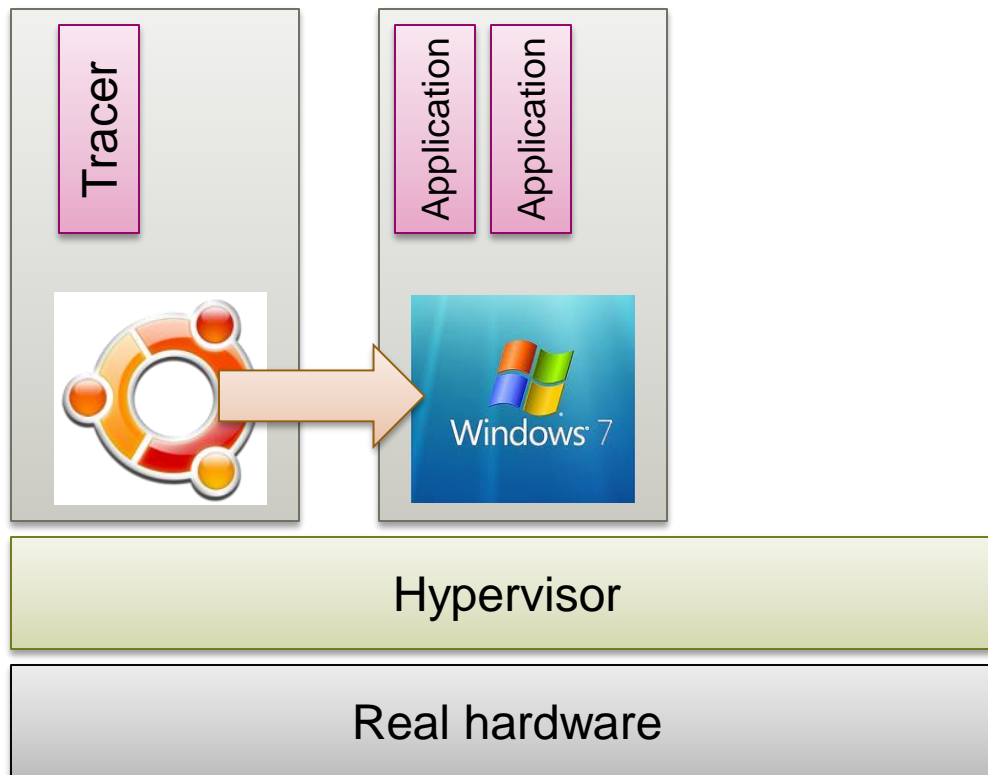 Tracer
Application
Application
Windows 7
Hypervisor
Real hardware